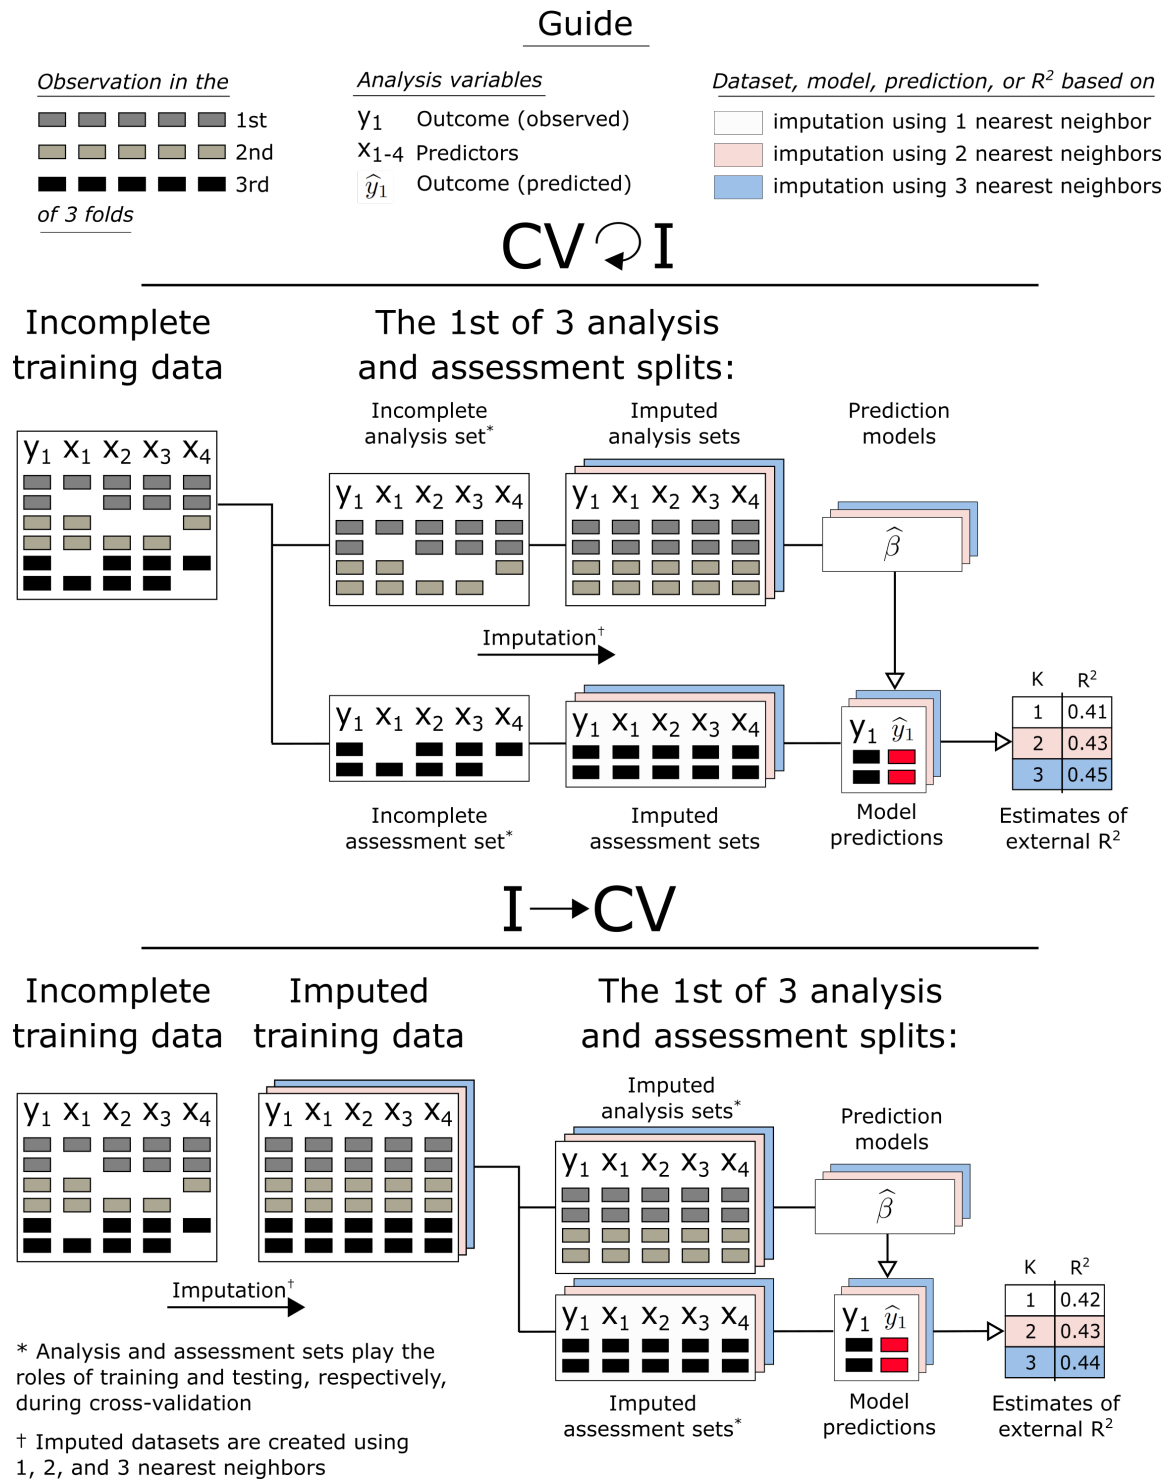 Guide
Observation in the
1st
2nd
3rd
of 3 folds
Analysis variables
y1 Outcome (observed)
x1-4 Predictors
ŷ1 Outcome (predicted)
Dataset, model, prediction, or R² based on
imputation using 1 nearest neighbor
imputation using 2 nearest neighbors
imputation using 3 nearest neighbors
CV I
Incomplete
training data
The 1st of 3 analysis
and assessment splits:
Incomplete
analysis set*
Imputed
analysis sets
Prediction
models
y1 x1 x2 x3 x4
y1 x1 x2 x3 x4
y1 x1 x2 x3 x4
β̂
Imputation†
y1 x1 x2 x3 x4
y1 x1 x2 x3 x4
y1 ŷ1
K R²
1 0.41
2 0.43
3 0.45
Incomplete
assessment set*
Imputed
assessment sets
Model
predictions
Estimates of
external R²
I → CV
Incomplete
training data
Imputed
training data
The 1st of 3 analysis
and assessment splits:
Imputed
analysis sets*
Prediction
models
y1 x1 x2 x3 x4
y1 x1 x2 x3 x4
y1 x1 x2 x3 x4
β̂
Imputation†
y1 x1 x2 x3 x4
y1 ŷ1
K R²
1 0.42
2 0.43
3 0.44
Imputed
assessment sets*
Model
predictions
Estimates of
external R²
* Analysis and assessment sets play the
roles of training and testing, respectively,
during cross-validation
† Imputed datasets are created using
1, 2, and 3 nearest neighbors